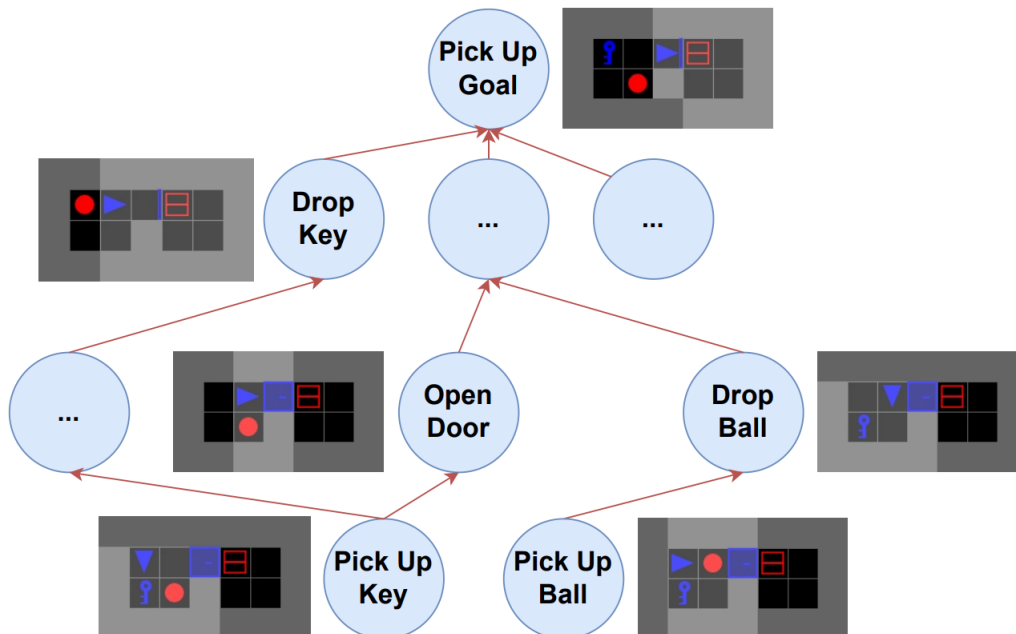 Pick Up
Goal
Drop
Key
...
...
...
Open
Door
Drop
Ball
Pick Up
Key
Pick Up
Ball